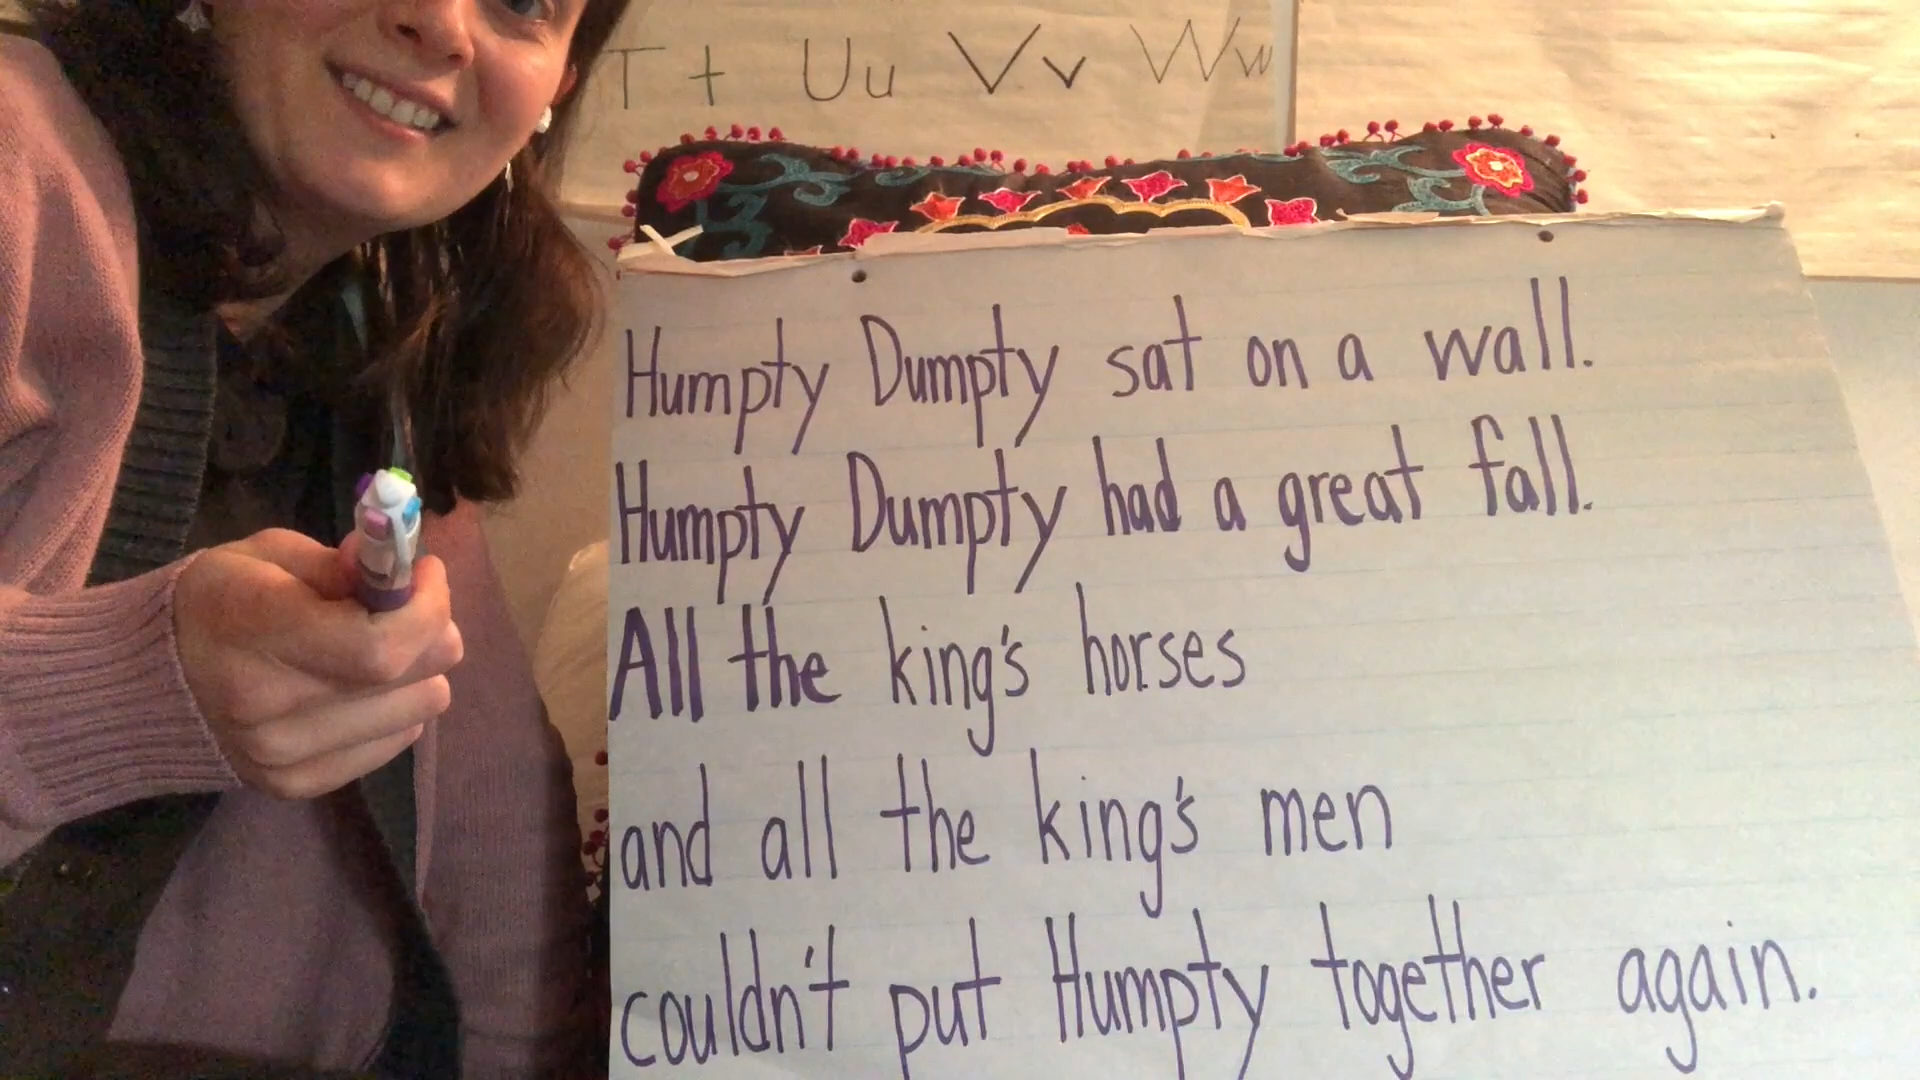 T t Uu Vv Ww
Humpty Dumpty sat on a wall.
Humpty Dumpty had a great fall.
All the king's horses
and all the king's men
couldn't put Humpty together again.